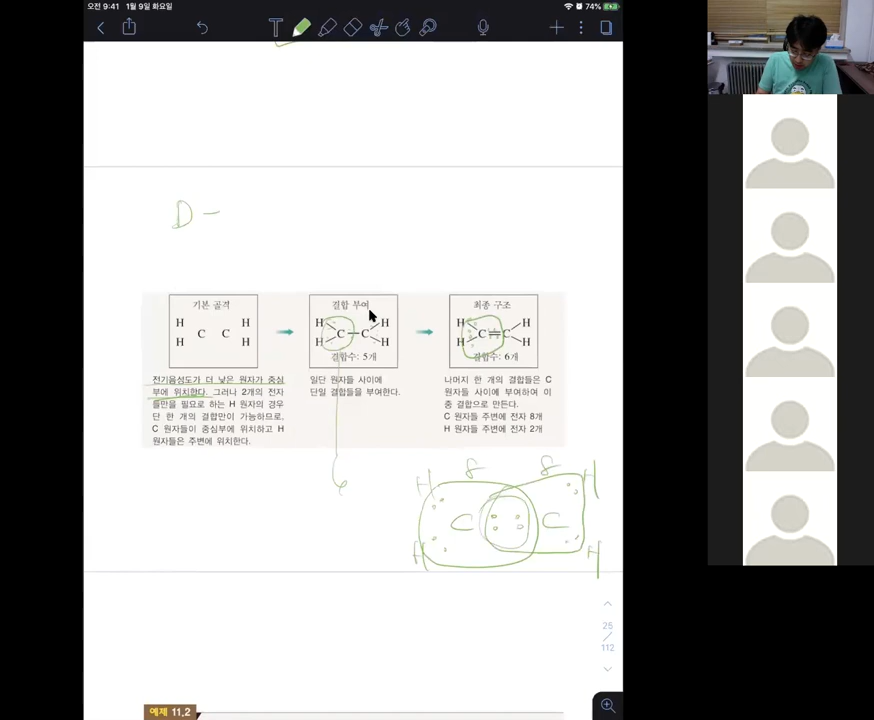 오전 9:41 1월 9일 화요일
74%
D -
기본 골격
H H
C C
H H
결합 부여
H H
C C
H H
결합수: 5개
최종 구조
H H
C C
H H
결합수: 6개
전기음성도가 더 낮은 원자가 중심
부에 위치한다. 그러나 2개의 전자
들만을 필요로 하는 H 원자의 경우
단 한 개의 결합만이 가능하므로,
C 원자들이 중심부에 위치하고 H
원자들은 주변에 위치한다.
일단 원자들 사이에
단일 결합들을 부여한다.
나머지 한 개의 결합들은 C
원자들 사이에 부여하여 이
중 결합으로 만든다.
C 원자들 주변에 전자 8개
H 원자들 주변에 전자 2개
6
8 8
H H
C C
H H
25
/
112
예제 11.2